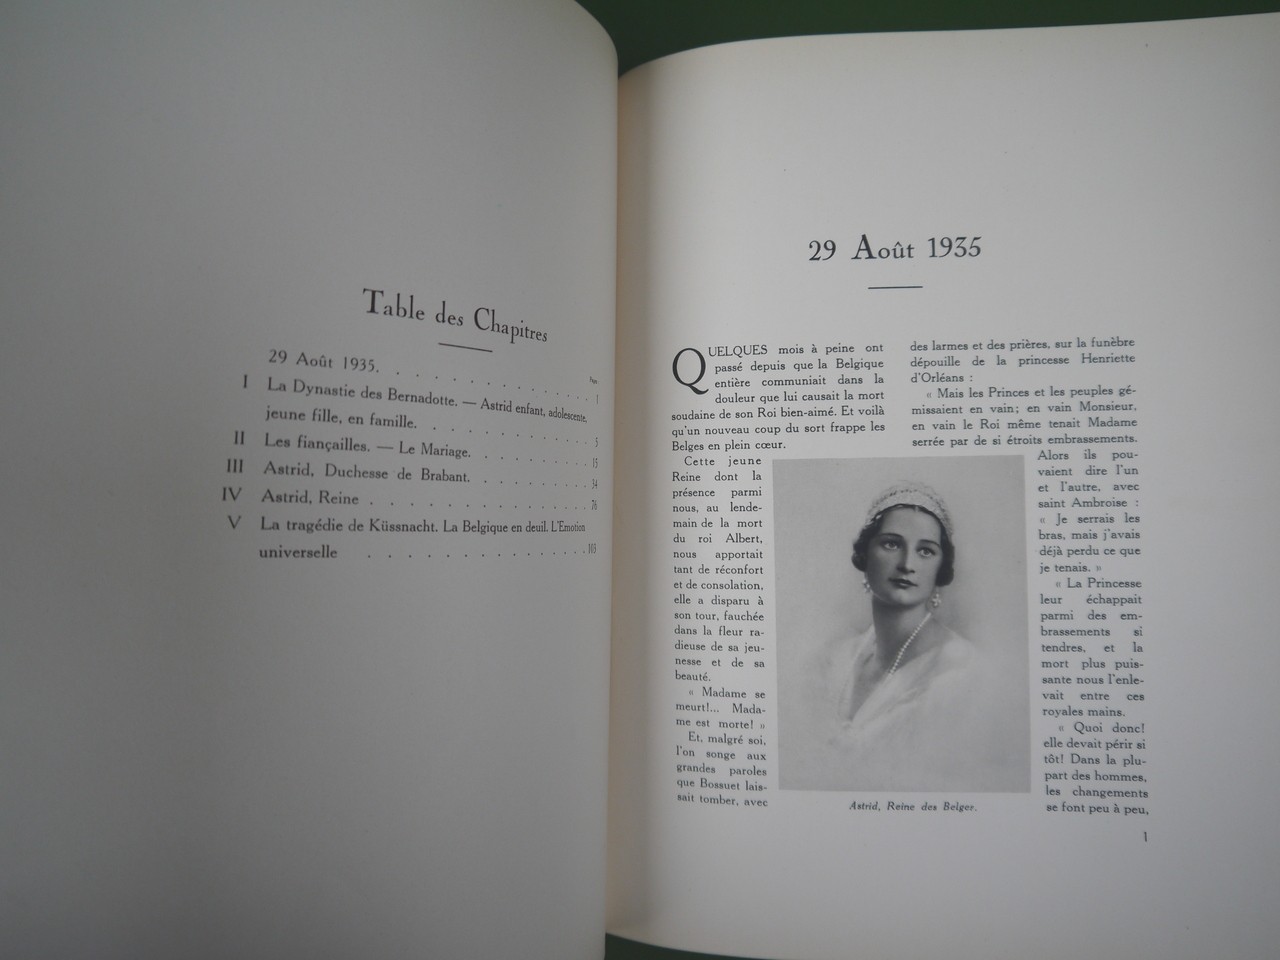 Table des Chapitres
29 Août 1935. . . . . . . . . . . . . . 1
I La Dynastie des Bernadotte. — Astrid enfant, adolescente,
jeune fille, en famille. . . . . . . . . . . . 5
II Les fiançailles. — Le Mariage. . . . . . . . . 15
III Astrid, Duchesse de Brabant. . . . . . . . . 34
IV Astrid, Reine . . . . . . . . . . . . . . 76
V La tragédie de Küssnacht. La Belgique en deuil. L'Emotion
universelle . . . . . . . . . . . . . . 103
29 Août 1935
QUELQUES mois à peine ont
passé depuis que la Belgique
entière communiait dans la
douleur que lui causait la mort
soudaine de son Roi bien-aimé. Et voilà
qu'un nouveau coup du sort frappe les
Belges en plein cœur.
Cette jeune
Reine dont la
présence parmi
nous, au lende-
main de la mort
du roi Albert,
nous apportait
tant de réconfort
et de consolation,
elle a disparu à
son tour, fauchée
dans la fleur ra-
dieuse de sa jeu-
nesse et de sa
beauté.
« Madame se
meurt!... Mada-
me est morte! »
Et, malgré soi,
l'on songe aux
grandes paroles
que Bossuet lais-
sait tomber, avec
des larmes et des prières, sur la funèbre
dépouille de la princesse Henriette
d'Orléans :
« Mais les Princes et les peuples gé-
missaient en vain; en vain Monsieur,
en vain le Roi même tenait Madame
serrée par de si étroits embrassements.
Alors ils pou-
vaient dire l'un
et l'autre, avec
saint Ambroise :
« Je serrais les
bras, mais j'avais
déjà perdu ce que
je tenais. »
« La Princesse
leur échappait
parmi des em-
brassements si
tendres, et la
mort plus puis-
sante nous l'enle-
vait entre ces
royales mains.
« Quoi donc!
elle devait périr si
tôt! Dans la plu-
part des hommes,
les changements
se font peu à peu,
Astrid, Reine des Belges.
1